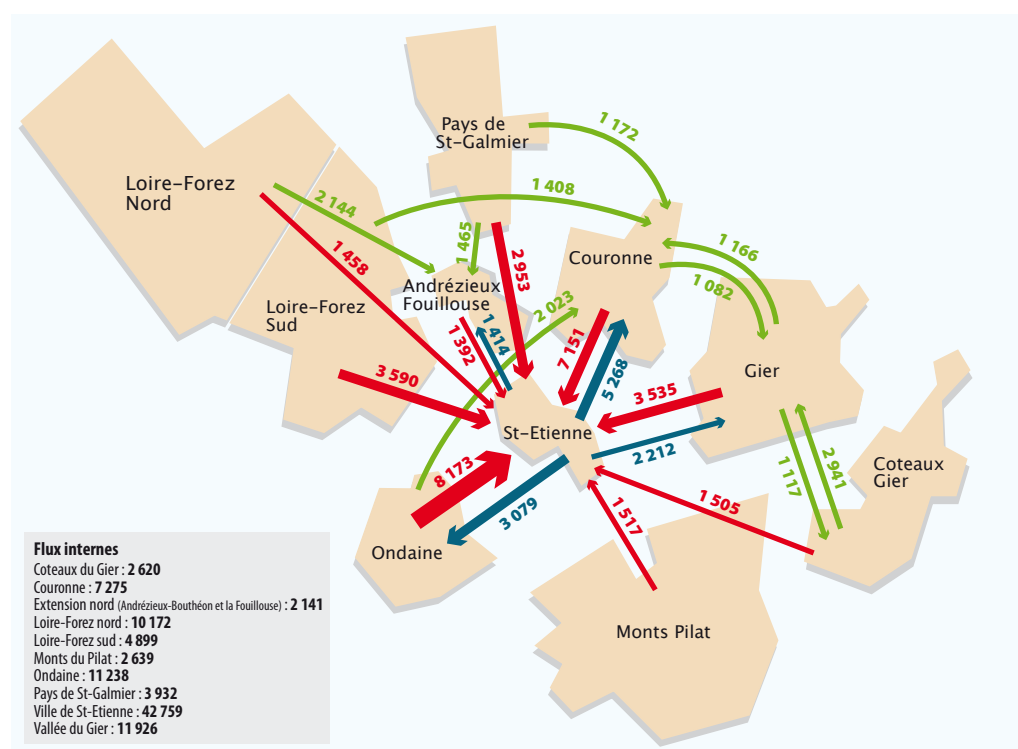 1 172
Pays de
St-Galmier
Loire-Forez
Nord
2 144
1 408
1 458
1 465
2 953
Couronne
1 166
1 082
Andrézieux
Fouillouse
Loire-Forez
Sud
2 023
1 392
1 414
7 151
5 268
Gier
3 590
3 535
St-Etienne
2 212
8 173
1 117
2 941
Coteaux
Gier
3 079
1 517
1 505
Ondaine
Monts Pilat
Flux internes
Coteaux du Gier : 2 620
Couronne : 7 275
Extension nord (Andrézieux-Bouthéon et la Fouillouse) : 2 141
Loire-Forez nord : 10 172
Loire-Forez sud : 4 899
Monts du Pilat : 2 639
Ondaine : 11 238
Pays de St-Galmier : 3 932
Ville de St-Etienne : 42 759
Vallée du Gier : 11 926